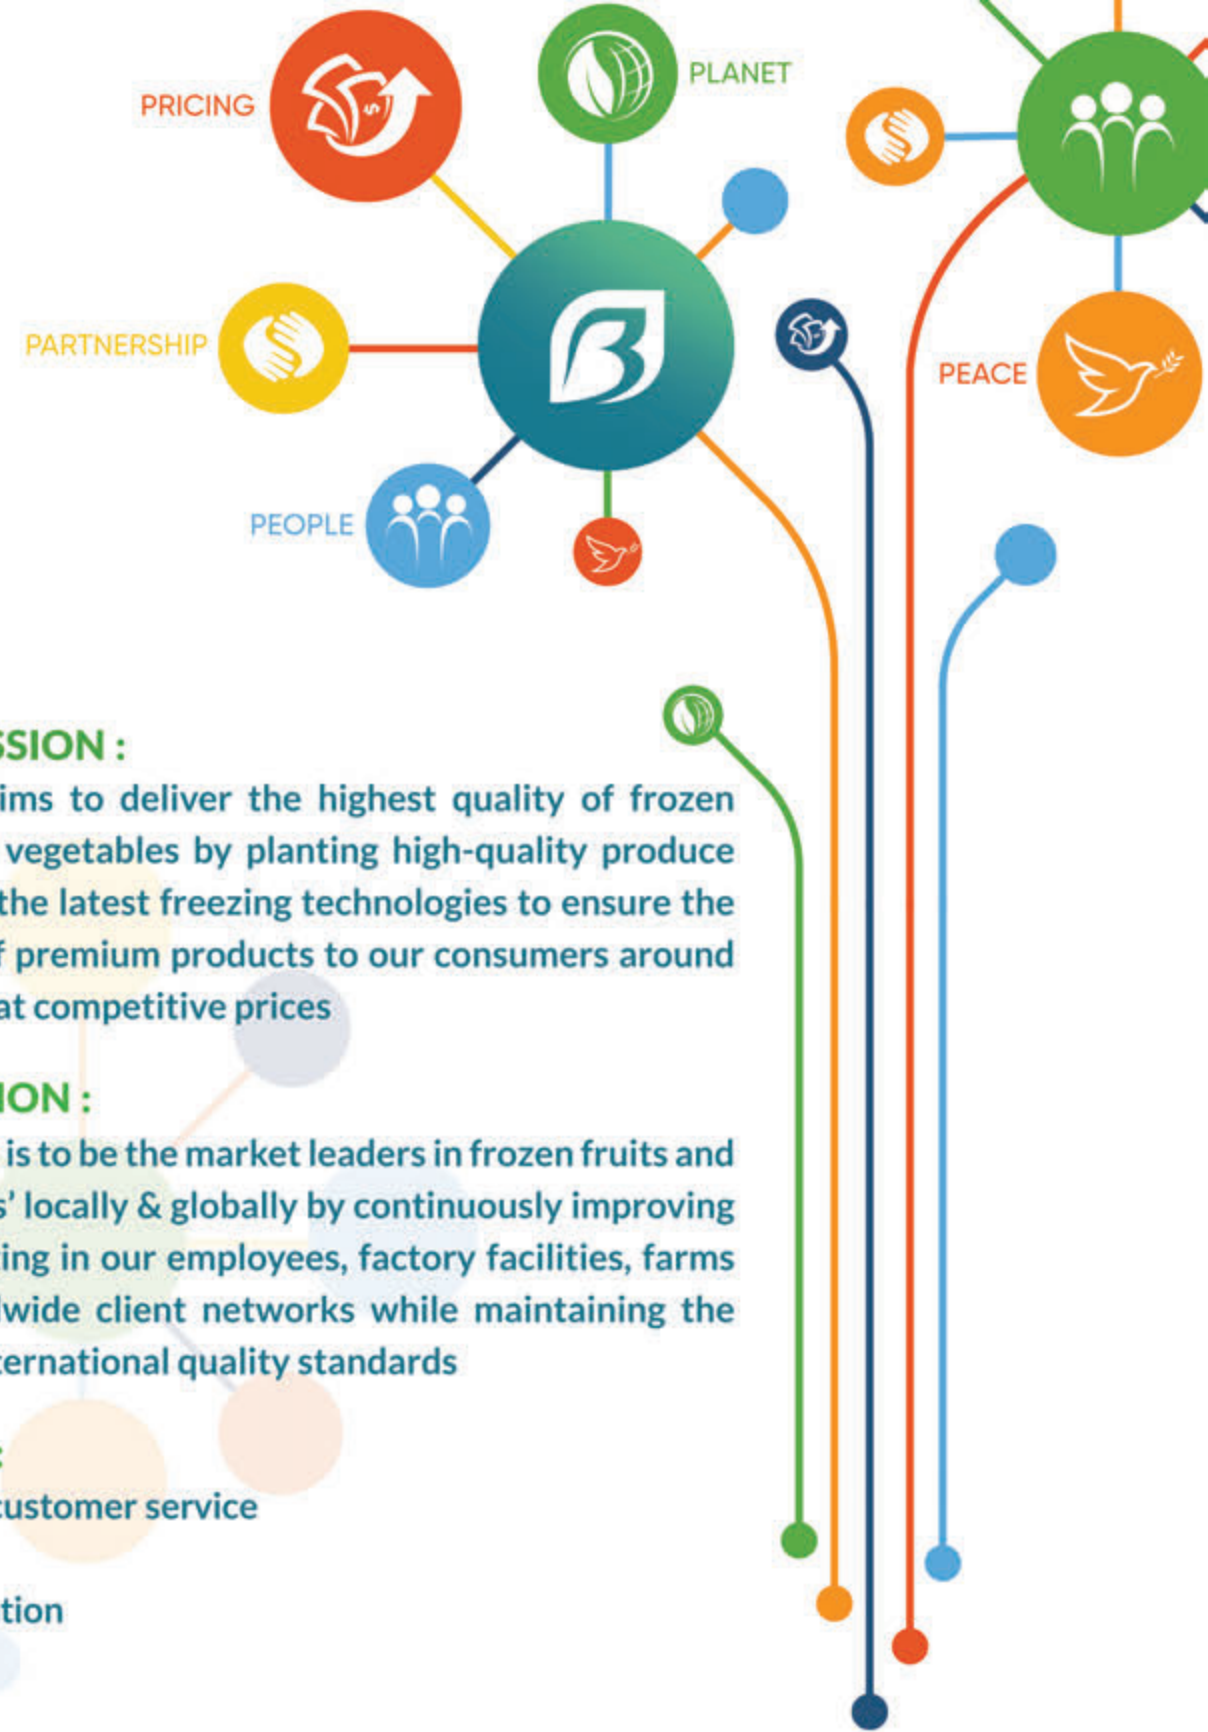 PRICING
PLANET
PARTNERSHIP
PEACE
PEOPLE
SSION :
ims to deliver the highest quality of frozen
vegetables by planting high-quality produce
the latest freezing technologies to ensure the
f premium products to our consumers around
at competitive prices
ION :
is to be the market leaders in frozen fruits and
s’ locally & globally by continuously improving
ing in our employees, factory facilities, farms
wide client networks while maintaining the
ternational quality standards
:
customer service
tion